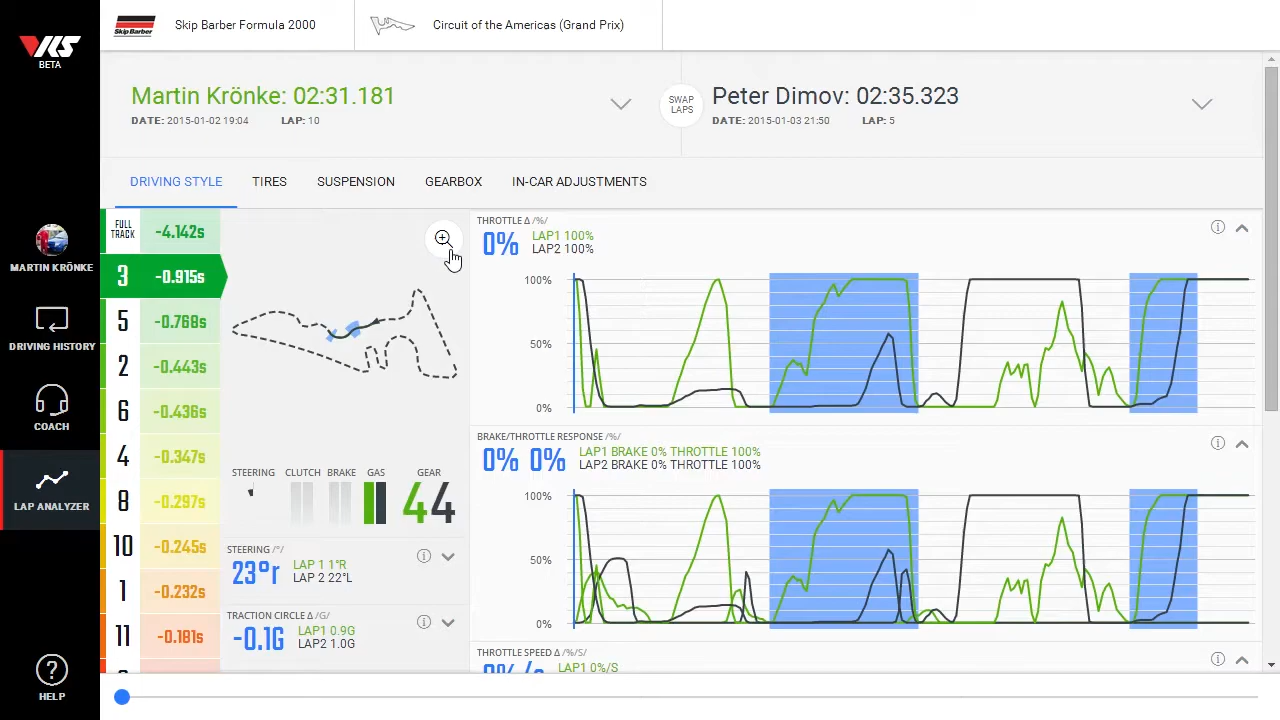 Skip Barber
Skip Barber Formula 2000
Circuit of the Americas (Grand Prix)
VRS
BETA
Martin Krönke: 02:31.181
DATE: 2015-01-02 19:04 LAP: 10
SWAP
LAPS
Peter Dimov: 02:35.323
DATE: 2015-01-03 21:50 LAP: 5
DRIVING STYLE TIRES SUSPENSION GEARBOX IN-CAR ADJUSTMENTS
MARTIN KRÖNKE
DRIVING HISTORY
COACH
LAP ANALYZER
?
HELP
FULL
TRACK
-4.142s
3 -0.915s
5 -0.768s
2 -0.443s
6 -0.436s
4 -0.347s
8 -0.297s
10 -0.245s
1 -0.232s
11 -0.181s
STEERING CLUTCH BRAKE GAS GEAR
4 4
STEERING /°/
23°r
LAP 1 1°R
LAP 2 22°L
TRACTION CIRCLE Δ /G/
-0.1G
LAP1 0.9G
LAP2 1.0G
THROTTLE Δ /%/
0%
LAP1 100%
LAP2 100%
100%
50%
0%
BRAKE/THROTTLE RESPONSE /%/
0% 0%
LAP1 BRAKE 0% THROTTLE 100%
LAP2 BRAKE 0% THROTTLE 100%
100%
50%
0%
THROTTLE SPEED Δ /%/S/
0%/s
LAP1 0%/S